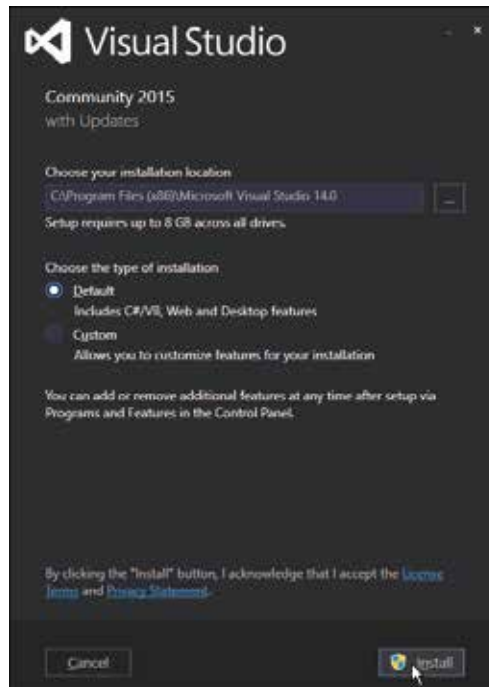 Visual Studio
Community 2015
with Updates
Choose your installation location
C:\Program Files (x86)\Microsoft Visual Studio 14.0
...
Setup requires up to 8 GB across all drives.
Choose the type of installation
Default
Includes C#/VB, Web and Desktop features
Custom
Allows you to customize features for your installation
You can add or remove additional features at any time after setup via
Programs and Features in the Control Panel.
By clicking the "Install" button, I acknowledge that I accept the License
Terms and Privacy Statement.
Cancel
Install